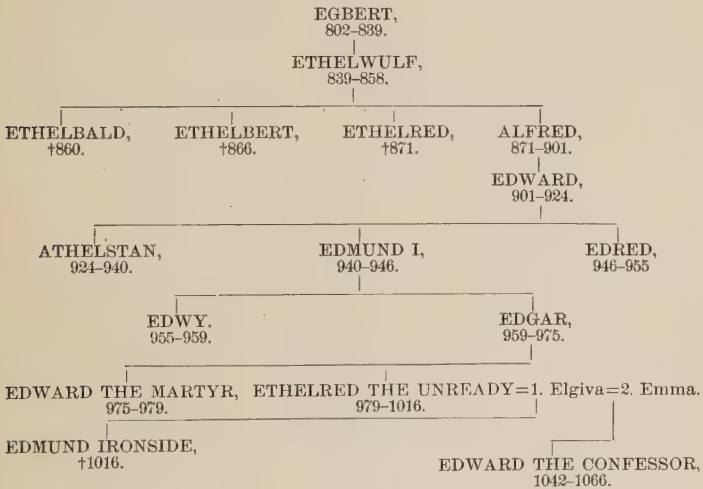 EGBERT,
802–839.
ETHELWULF,
839–858.
ETHELBALD, ETHELBERT, ETHELRED, ALFRED,
†860. †866. †871. 871–901.
EDWARD,
901–924.
ATHELSTAN, EDMUND I, EDRED,
924–940. 940–946. 946–955
EDWY. EDGAR,
955–959. 959–975.
EDWARD THE MARTYR, ETHELRED THE UNREADY=1. Elgiva=2. Emma.
975–979. 979–1016.
EDMUND IRONSIDE,
†1016.
EDWARD THE CONFESSOR,
1042–1066.